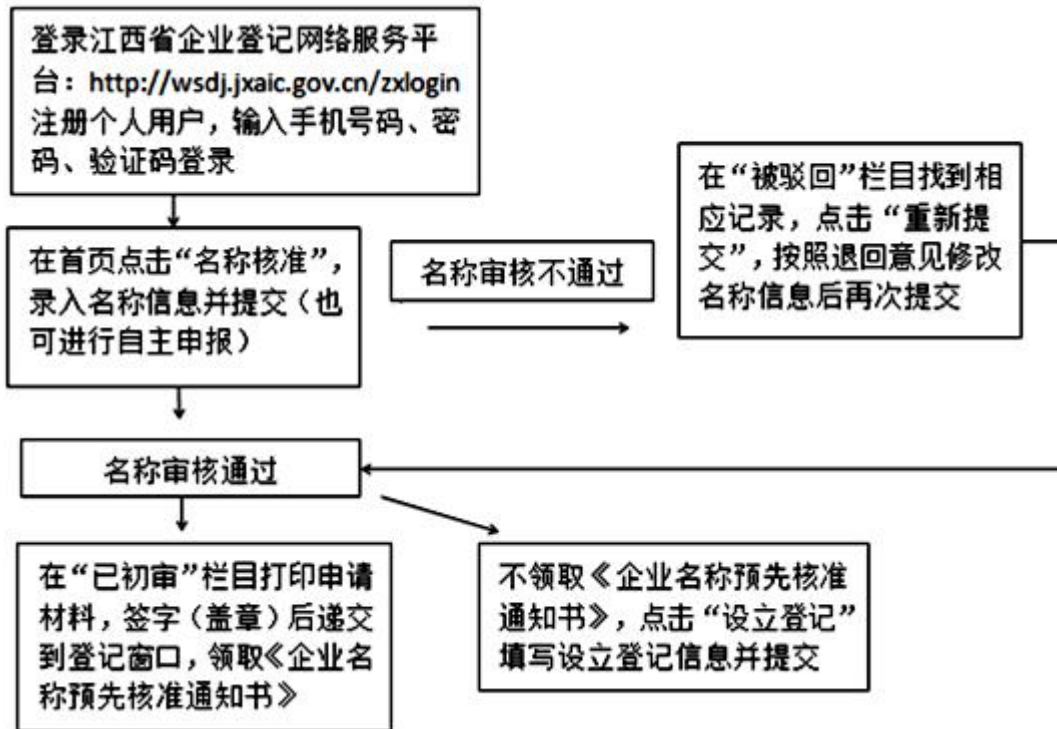 登录江西省企业登记网络服务平
台：http://wsdj.jxaic.gov.cn/zxlogin
注册个人用户，输入手机号码、密
码、验证码登录
在首页点击“名称核准”，
录入名称信息并提交（也
可进行自主申报）
名称审核不通过
在“被驳回”栏目找到相
应记录，点击“重新提
交”，按照退回意见修改
名称信息后再次提交
名称审核通过
在“已初审”栏目打印申请
材料，签字（盖章）后递交
到登记窗口，领取《企业名
称预先核准通知书》
不领取《企业名称预先核准
通知书》，点击“设立登记”
填写设立登记信息并提交